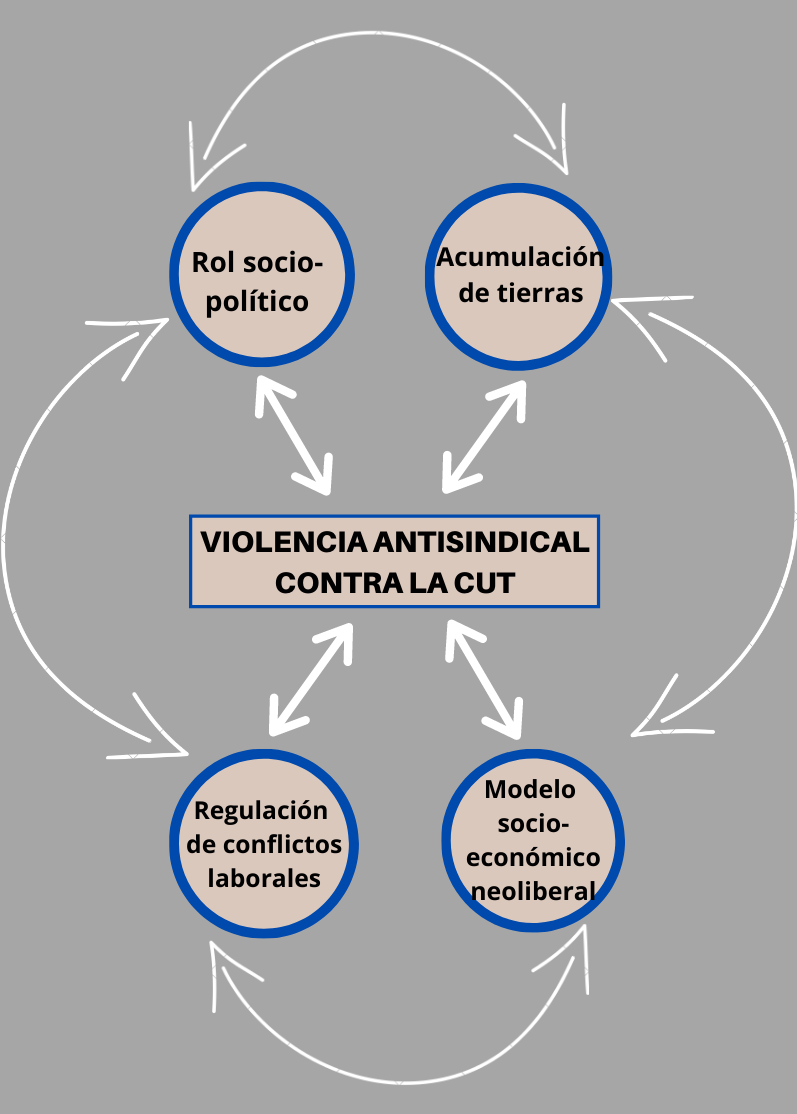 Rol socio-
político
Acumulación
de tierras
VIOLENCIA ANTISINDICAL
CONTRA LA CUT
Regulación
de conflictos
laborales
Modelo
socio-
económico
neoliberal